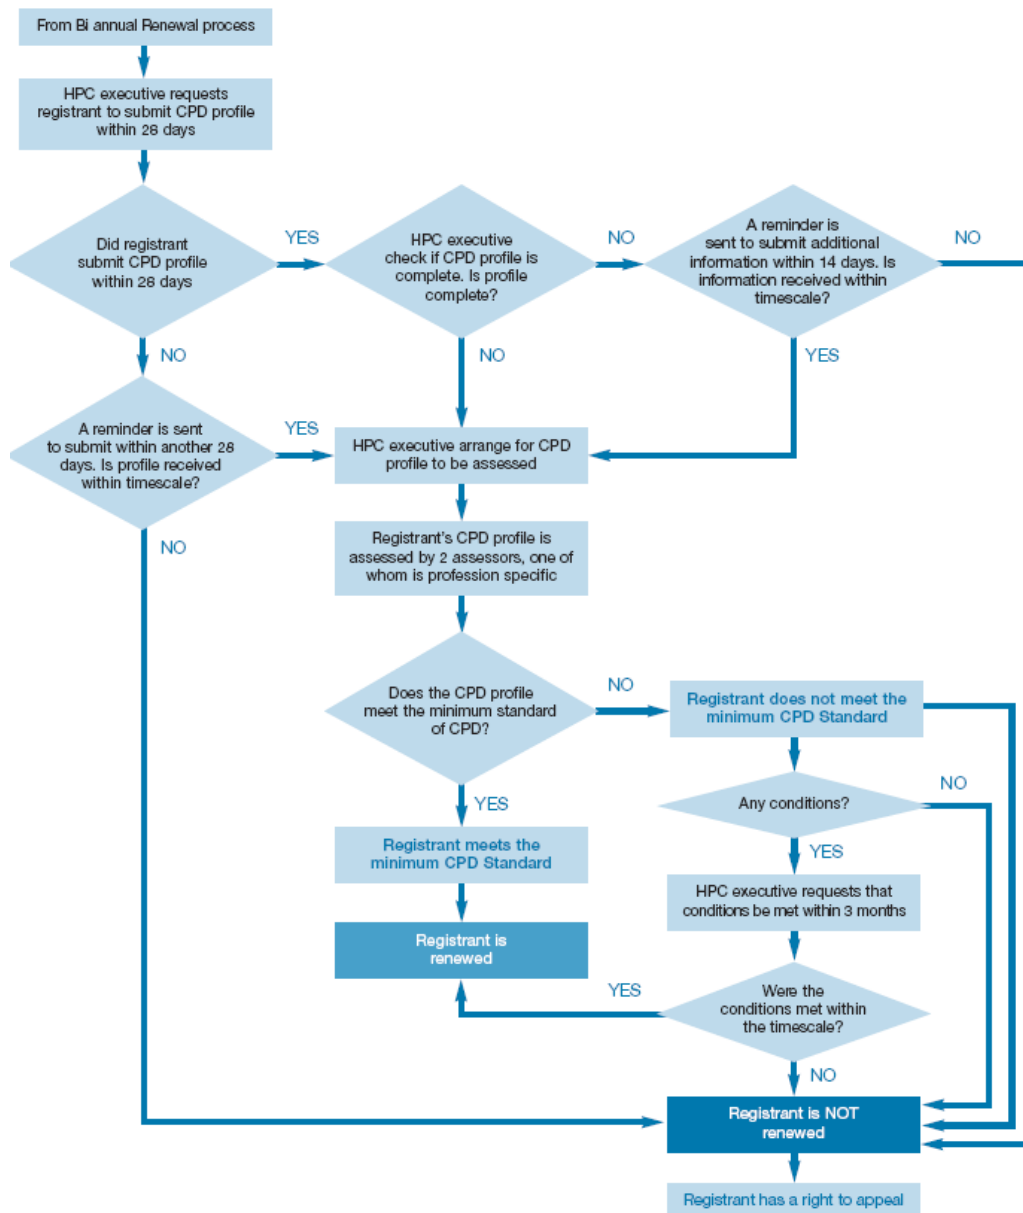 From Bi annual Renewal process
HPC executive requests
registrant to submit CPD profile
within 28 days
Did registrant
submit CPD profile
within 28 days
YES
HPC executive
check if CPD profile is
complete. Is profile
complete?
NO
A reminder is
sent to submit additional
information within 14 days. Is
information received within
timescale?
NO
NO
NO
YES
A reminder is sent
to submit within another 28
days. Is profile received
within timescale?
YES
HPC executive arrange for CPD
profile to be assessed
NO
Registrant's CPD profile is
assessed by 2 assessors, one of
whom is profession specific
Does the CPD profile
meet the minimum standard
of CPD?
NO
Registrant does not meet the
minimum CPD Standard
YES
Any conditions?
NO
YES
Registrant meets the
minimum CPD Standard
HPC executive requests that
conditions be met within 3 months
Registrant is
renewed
YES
Were the
conditions met within
the timescale?
NO
Registrant is NOT
renewed
Registrant has a right to appeal